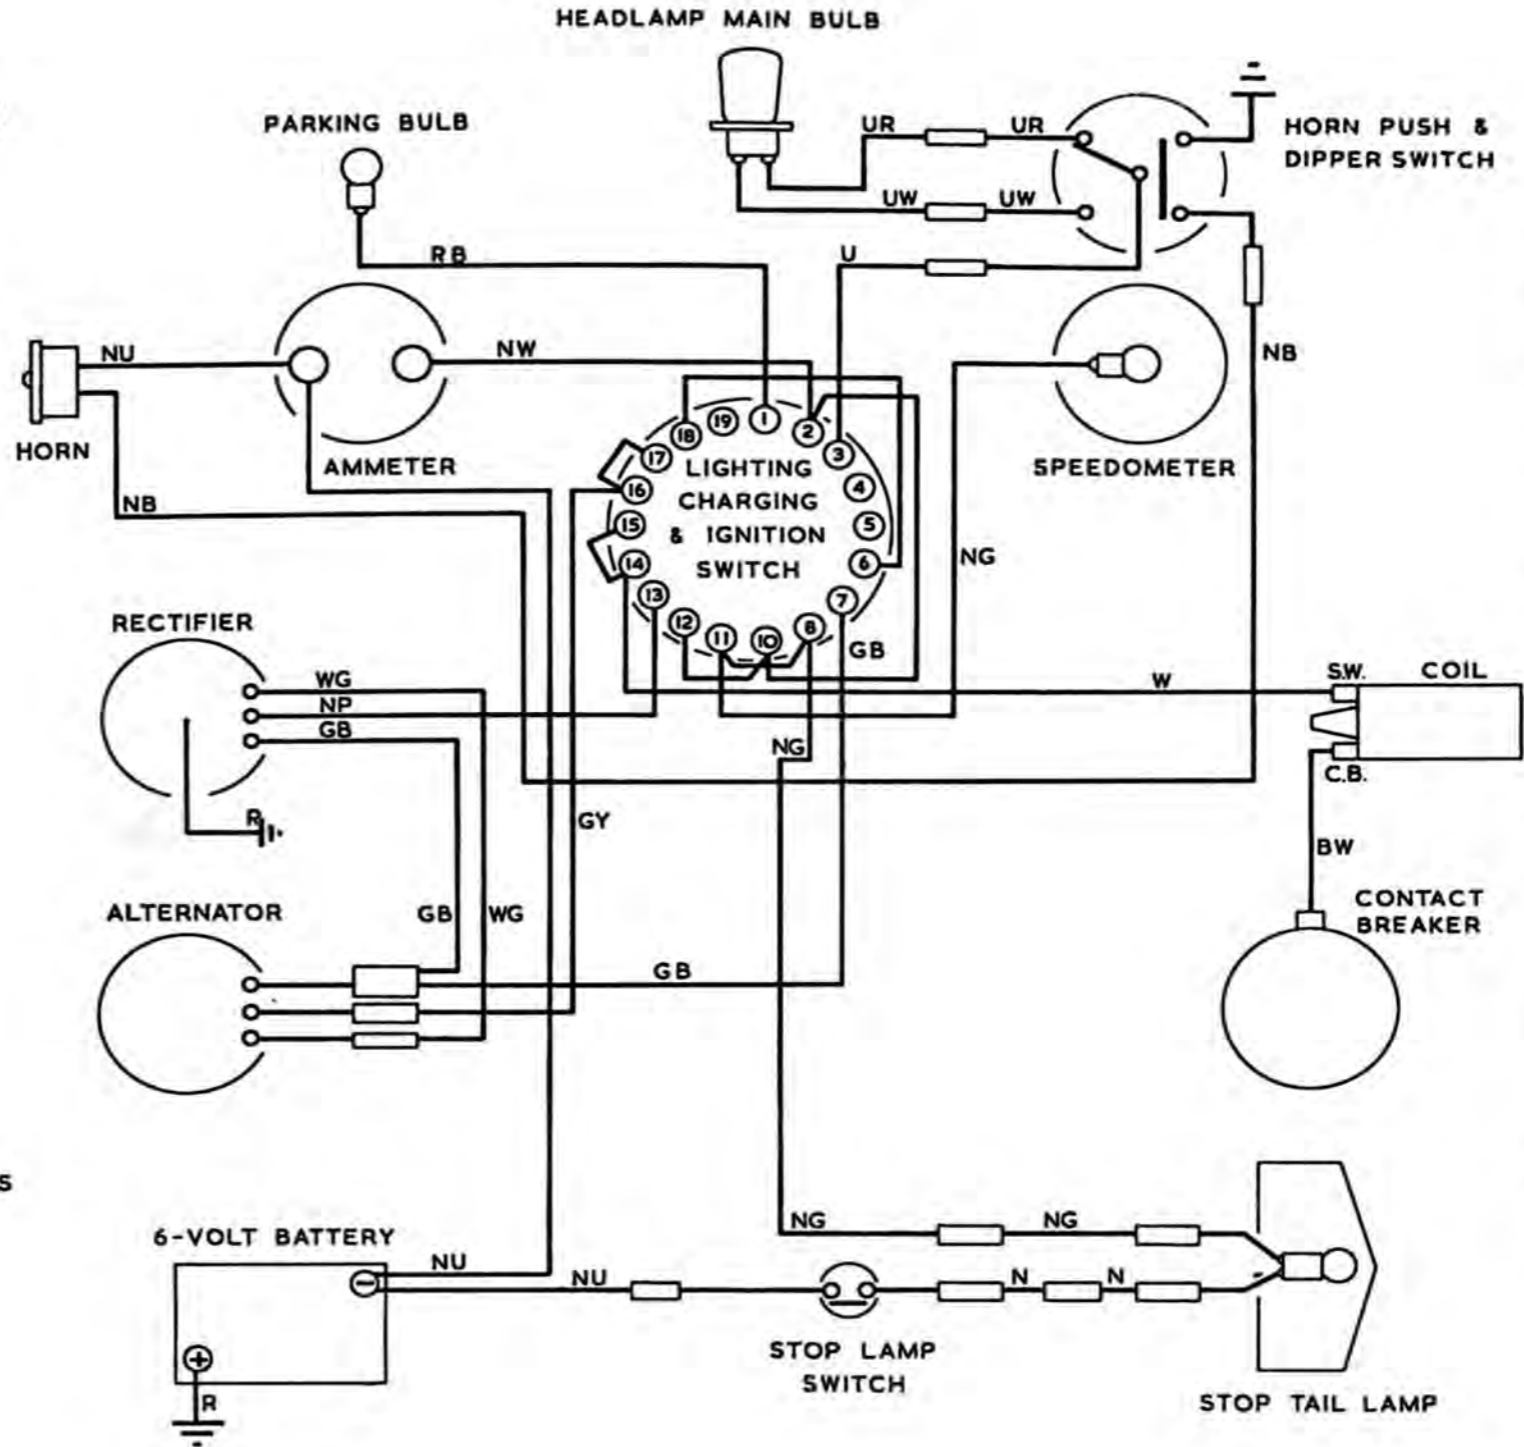 HEADLAMP MAIN BULB
PARKING BULB
UR UR
HORN PUSH &
DIPPER SWITCH
UW UW
RB
U
NU
NW
NB
HORN
AMMETER
SPEEDOMETER
1
2
3
4
5
6
7
8
10
11
12
13
14
15
16
17
18
19
LIGHTING
CHARGING
& IGNITION
SWITCH
NB
NG
RECTIFIER
GB
WG
NP
GB
W
S.W.
COIL
NG
C.B.
R
GY
BW
ALTERNATOR
GB WG
CONTACT
BREAKER
GB
S
6-VOLT BATTERY
NG NG
NU
NU
N N
−
+
R
STOP LAMP
SWITCH
STOP TAIL LAMP